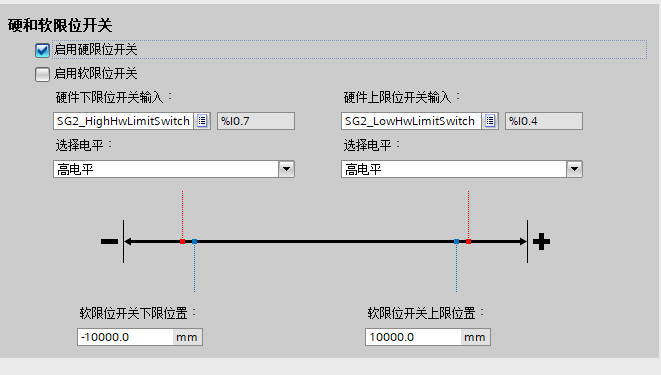 硬和软限位开关
启用硬限位开关
启用软限位开关
硬件下限位开关输入： 硬件上限位开关输入：
SG2_HighHwLimitSwitch %I0.7 SG2_LowHwLimitSwitch %I0.4
选择电平： 选择电平：
高电平 高电平
软限位开关下限位置： 软限位开关上限位置：
-10000.0 mm 10000.0 mm